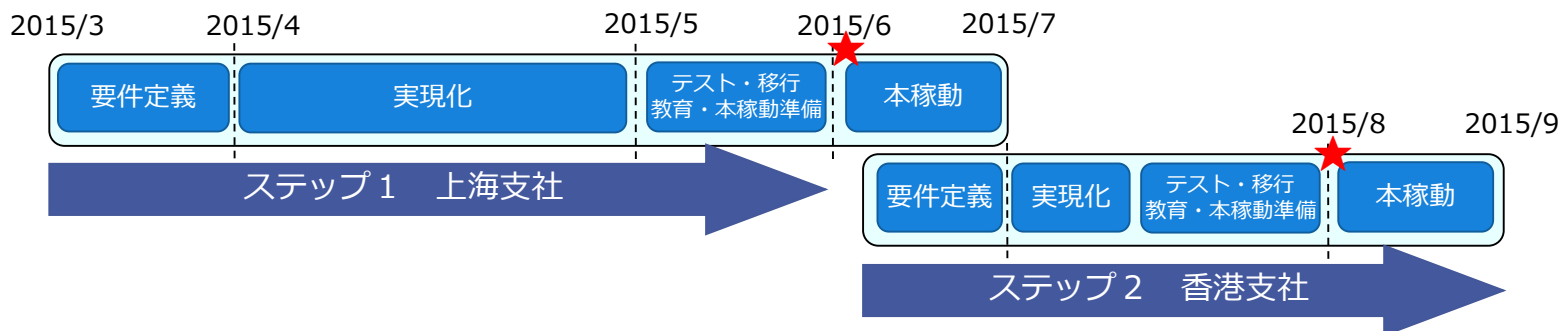 2015/3
2015/4
2015/5
2015/6
2015/7
要件定義
実現化
テスト・移行
教育・本稼動準備
本稼動
2015/8
2015/9
ステップ1　上海支社
要件定義
実現化
テスト・移行
教育・本稼動準備
本稼動
ステップ2　香港支社